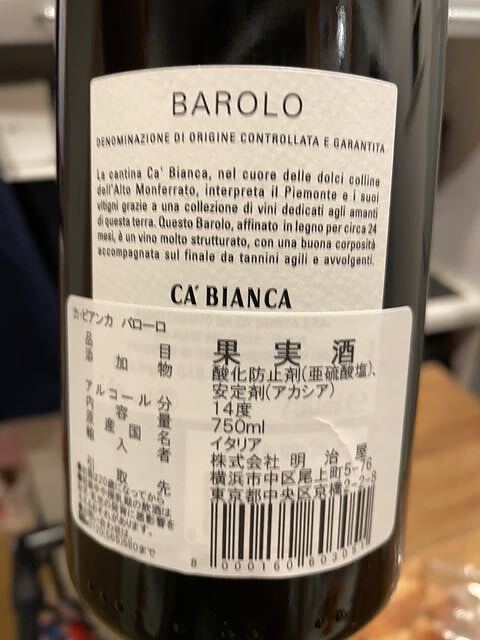 BAROLO
DENOMINAZIONE DI ORIGINE CONTROLLATA E GARANTITA
La cantina Ca' Bianca, nel cuore delle dolci colline
dell'Alto Monferrato, interpreta il Piemonte e i suoi
vitigni grazie a una collezione di vini dedicati agli amanti
di questa terra. Questo Barolo, affinato in legno per circa 24
mesi, è un vino molto strutturato, con una buona corposità
accompagnata sul finale da tannini agili e avvolgenti.
CA' BIANCA
カ・ビアンカ バローロ
品目 果実酒
添加物 酸化防止剤(亜硫酸塩)、
安定剤(アカシア)
アルコール分 14度
内容量 750ml
原産国名 イタリア
輸入者 株式会社 明治屋
横浜市中区尾上町5-76
引取先 東京都中央区京橋2-2-8